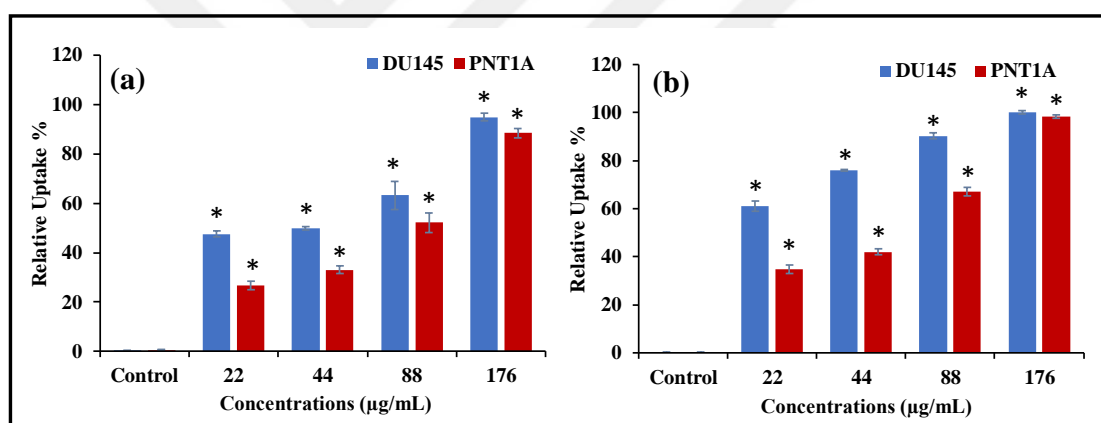 (a)
DU145 PNT1A
Relative Uptake %
120
100
80
60
40
20
0
* * * * * * * *
Control 22 44 88 176
Concentrations (µg/mL)
(b)
DU145 PNT1A
Relative Uptake %
120
100
80
60
40
20
0
* * * * * * * *
Control 22 44 88 176
Concentrations (µg/mL)